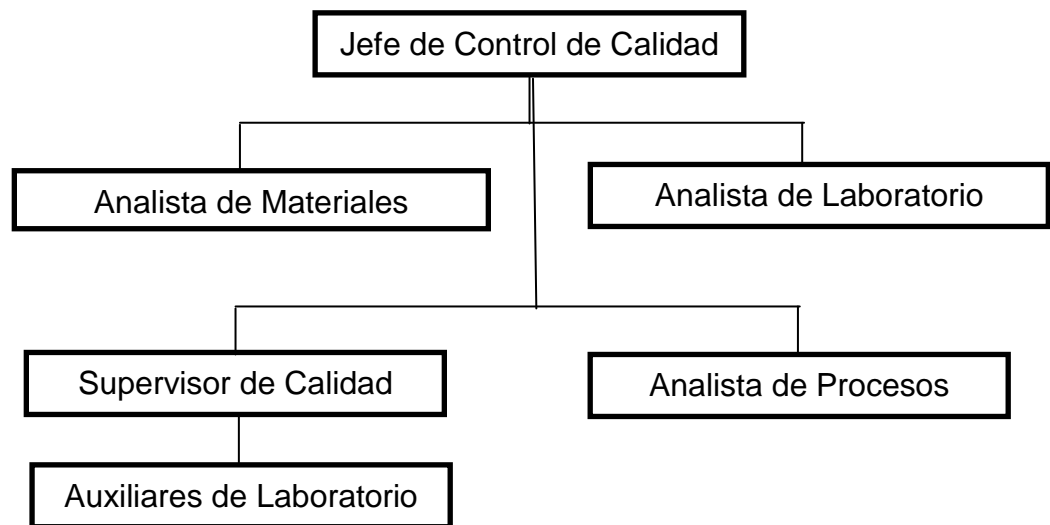 Jefe de Control de Calidad
Analista de Materiales
Analista de Laboratorio
Supervisor de Calidad
Analista de Procesos
Auxiliares de Laboratorio